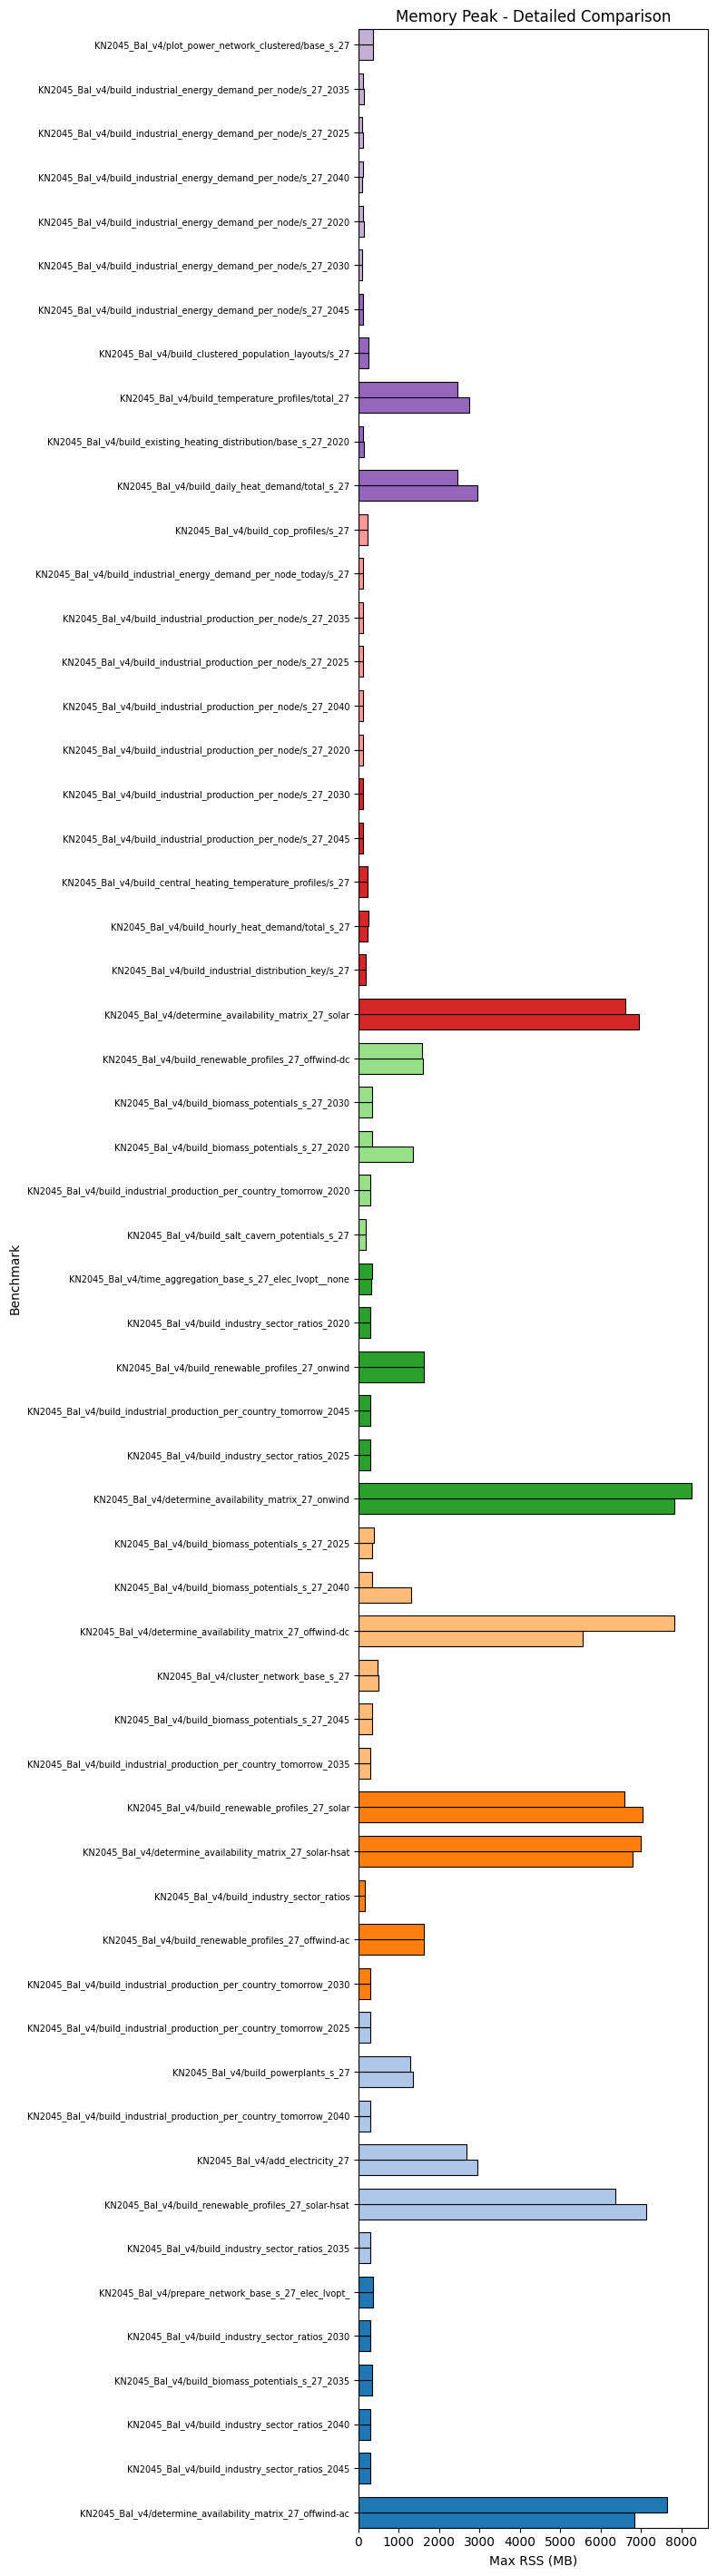 Memory Peak - Detailed Comparison
KN2045_Bal_v4/plot_power_network_clustered/base_s_27
KN2045_Bal_v4/build_industrial_energy_demand_per_node/s_27_2035
KN2045_Bal_v4/build_industrial_energy_demand_per_node/s_27_2025
KN2045_Bal_v4/build_industrial_energy_demand_per_node/s_27_2040
KN2045_Bal_v4/build_industrial_energy_demand_per_node/s_27_2020
KN2045_Bal_v4/build_industrial_energy_demand_per_node/s_27_2030
KN2045_Bal_v4/build_industrial_energy_demand_per_node/s_27_2045
KN2045_Bal_v4/build_clustered_population_layouts/s_27
KN2045_Bal_v4/build_temperature_profiles/total_27
KN2045_Bal_v4/build_existing_heating_distribution/base_s_27_2020
KN2045_Bal_v4/build_daily_heat_demand/total_s_27
KN2045_Bal_v4/build_cop_profiles/s_27
KN2045_Bal_v4/build_industrial_energy_demand_per_node_today/s_27
KN2045_Bal_v4/build_industrial_production_per_node/s_27_2035
KN2045_Bal_v4/build_industrial_production_per_node/s_27_2025
KN2045_Bal_v4/build_industrial_production_per_node/s_27_2040
KN2045_Bal_v4/build_industrial_production_per_node/s_27_2020
KN2045_Bal_v4/build_industrial_production_per_node/s_27_2030
KN2045_Bal_v4/build_industrial_production_per_node/s_27_2045
KN2045_Bal_v4/build_central_heating_temperature_profiles/s_27
KN2045_Bal_v4/build_hourly_heat_demand/total_s_27
KN2045_Bal_v4/build_industrial_distribution_key/s_27
KN2045_Bal_v4/determine_availability_matrix_27_solar
KN2045_Bal_v4/build_renewable_profiles_27_offwind-dc
KN2045_Bal_v4/build_biomass_potentials_s_27_2030
KN2045_Bal_v4/build_biomass_potentials_s_27_2020
KN2045_Bal_v4/build_industrial_production_per_country_tomorrow_2020
KN2045_Bal_v4/build_salt_cavern_potentials_s_27
KN2045_Bal_v4/time_aggregation_base_s_27_elec_lvopt__none
KN2045_Bal_v4/build_industry_sector_ratios_2020
KN2045_Bal_v4/build_renewable_profiles_27_onwind
KN2045_Bal_v4/build_industrial_production_per_country_tomorrow_2045
KN2045_Bal_v4/build_industry_sector_ratios_2025
KN2045_Bal_v4/determine_availability_matrix_27_onwind
KN2045_Bal_v4/build_biomass_potentials_s_27_2025
KN2045_Bal_v4/build_biomass_potentials_s_27_2040
KN2045_Bal_v4/determine_availability_matrix_27_offwind-dc
KN2045_Bal_v4/cluster_network_base_s_27
KN2045_Bal_v4/build_biomass_potentials_s_27_2045
KN2045_Bal_v4/build_industrial_production_per_country_tomorrow_2035
KN2045_Bal_v4/build_renewable_profiles_27_solar
KN2045_Bal_v4/determine_availability_matrix_27_solar-hsat
KN2045_Bal_v4/build_industry_sector_ratios
KN2045_Bal_v4/build_renewable_profiles_27_offwind-ac
KN2045_Bal_v4/build_industrial_production_per_country_tomorrow_2030
KN2045_Bal_v4/build_industrial_production_per_country_tomorrow_2025
KN2045_Bal_v4/build_powerplants_s_27
KN2045_Bal_v4/build_industrial_production_per_country_tomorrow_2040
KN2045_Bal_v4/add_electricity_27
KN2045_Bal_v4/build_renewable_profiles_27_solar-hsat
KN2045_Bal_v4/build_industry_sector_ratios_2035
KN2045_Bal_v4/prepare_network_base_s_27_elec_lvopt_
KN2045_Bal_v4/build_industry_sector_ratios_2030
KN2045_Bal_v4/build_biomass_potentials_s_27_2035
KN2045_Bal_v4/build_industry_sector_ratios_2040
KN2045_Bal_v4/build_industry_sector_ratios_2045
KN2045_Bal_v4/determine_availability_matrix_27_offwind-ac
Benchmark
0 1000 2000 3000 4000 5000 6000 7000 8000
Max RSS (MB)